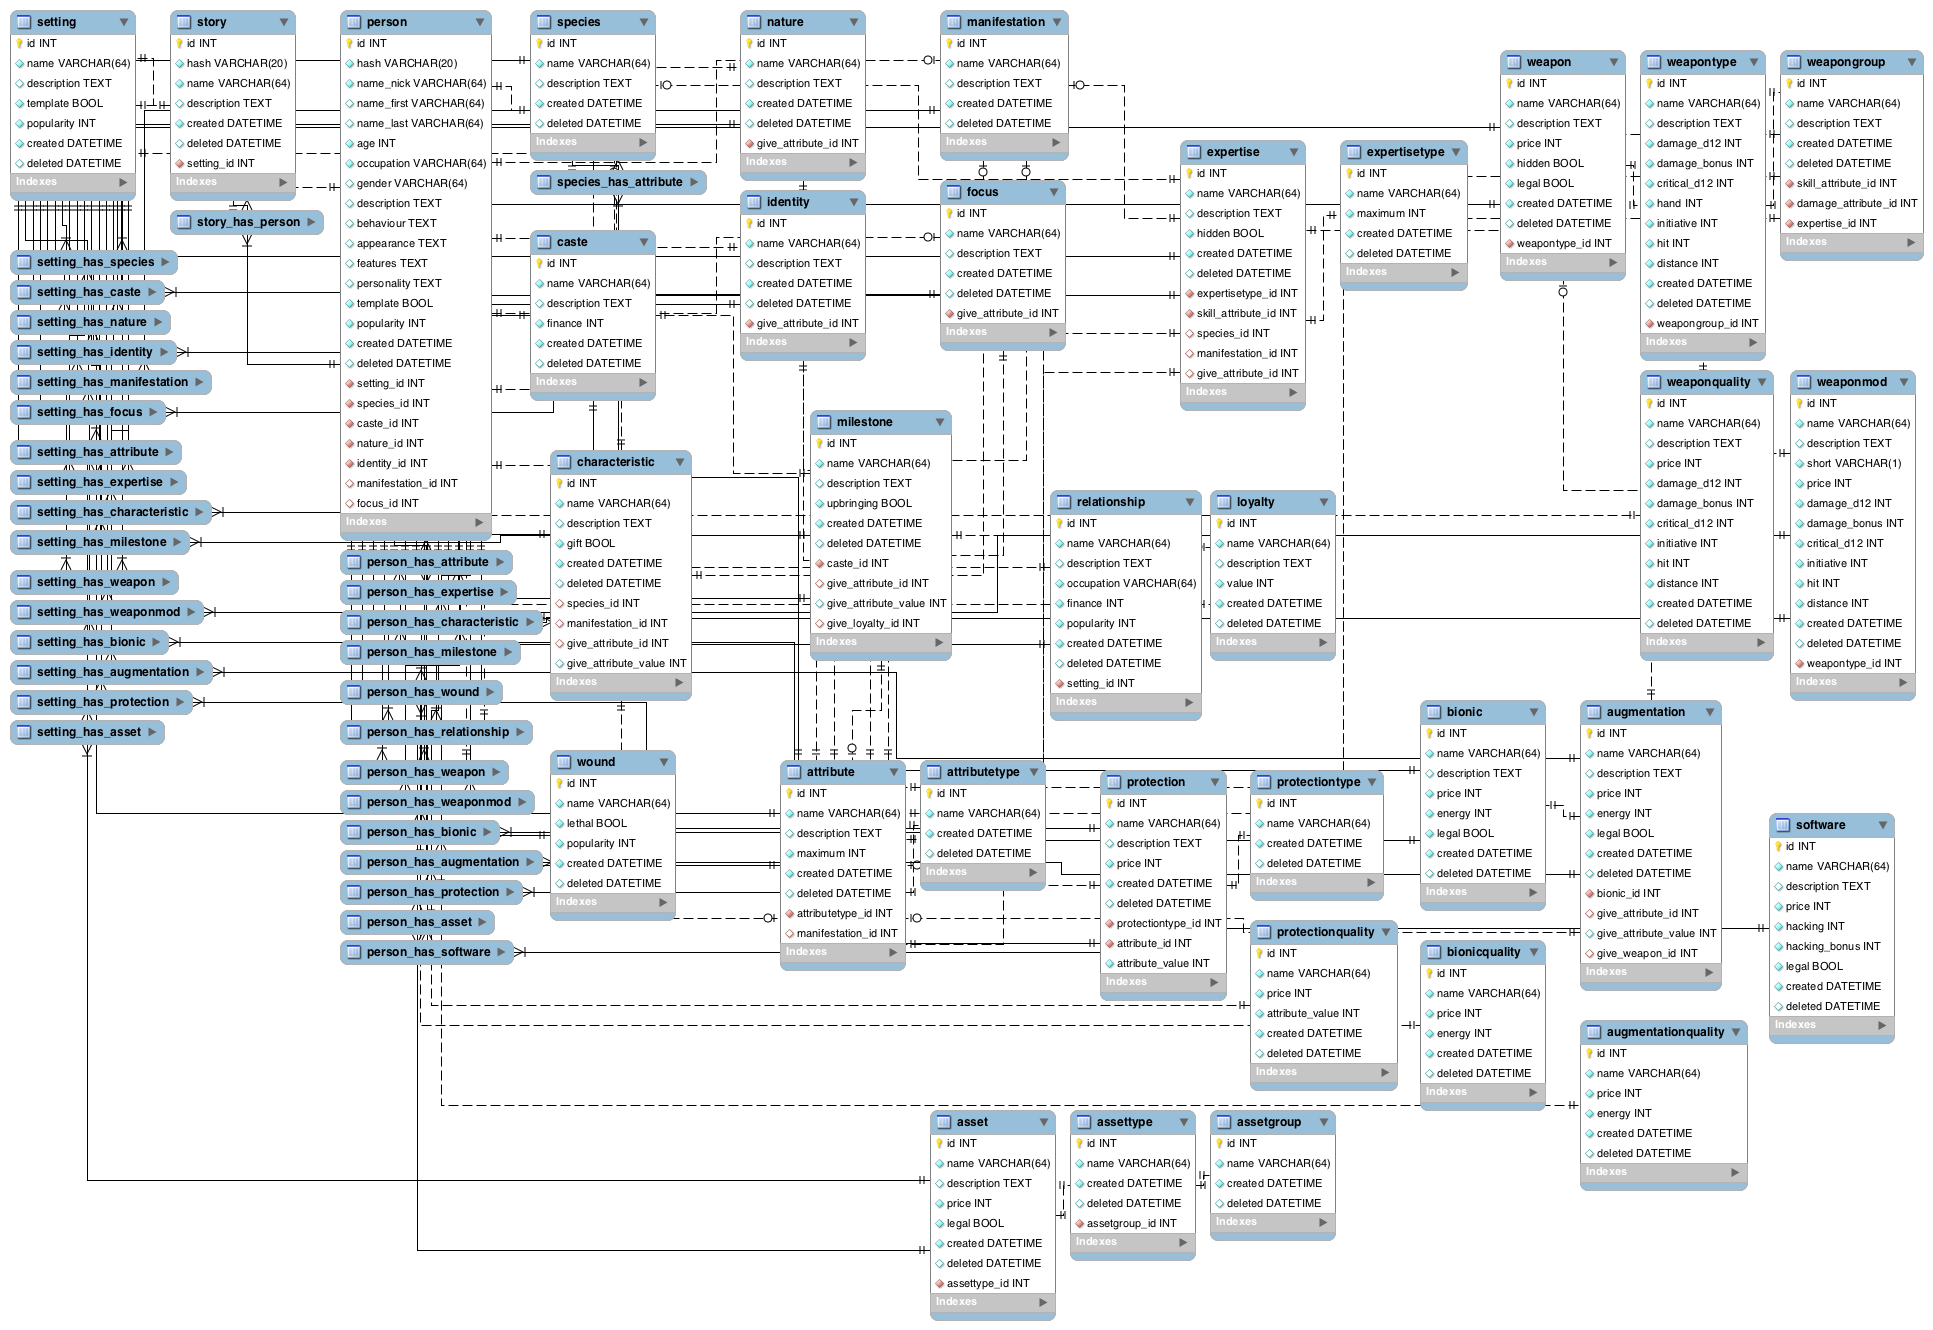 setting
id INT
name VARCHAR(64)
description TEXT
template BOOL
popularity INT
created DATETIME
deleted DATETIME
Indexes
story
id INT
hash VARCHAR(20)
name VARCHAR(64)
description TEXT
created DATETIME
deleted DATETIME
setting_id INT
Indexes
story_has_person
person
id INT
hash VARCHAR(20)
name_nick VARCHAR(64)
name_first VARCHAR(64)
name_last VARCHAR(64)
age INT
occupation VARCHAR(64)
gender VARCHAR(64)
description TEXT
behaviour TEXT
appearance TEXT
features TEXT
personality TEXT
template BOOL
popularity INT
created DATETIME
deleted DATETIME
setting_id INT
species_id INT
caste_id INT
nature_id INT
identity_id INT
manifestation_id INT
focus_id INT
Indexes
species
id INT
name VARCHAR(64)
description TEXT
created DATETIME
deleted DATETIME
Indexes
species_has_attribute
caste
id INT
name VARCHAR(64)
description TEXT
finance INT
created DATETIME
deleted DATETIME
Indexes
nature
id INT
name VARCHAR(64)
description TEXT
created DATETIME
deleted DATETIME
give_attribute_id INT
Indexes
identity
id INT
name VARCHAR(64)
description TEXT
created DATETIME
deleted DATETIME
give_attribute_id INT
Indexes
manifestation
id INT
name VARCHAR(64)
description TEXT
created DATETIME
deleted DATETIME
Indexes
focus
id INT
name VARCHAR(64)
description TEXT
created DATETIME
deleted DATETIME
give_attribute_id INT
Indexes
expertise
id INT
name VARCHAR(64)
description TEXT
hidden BOOL
created DATETIME
deleted DATETIME
expertisetype_id INT
skill_attribute_id INT
species_id INT
manifestation_id INT
give_attribute_id INT
Indexes
expertisetype
id INT
name VARCHAR(64)
maximum INT
created DATETIME
deleted DATETIME
Indexes
weapon
id INT
name VARCHAR(64)
description TEXT
price INT
hidden BOOL
legal BOOL
created DATETIME
deleted DATETIME
weapontype_id INT
Indexes
weapontype
id INT
name VARCHAR(64)
description TEXT
damage_d12 INT
damage_bonus INT
critical_d12 INT
hand INT
initiative INT
hit INT
distance INT
created DATETIME
deleted DATETIME
weapongroup_id INT
Indexes
weapongroup
id INT
name VARCHAR(64)
description TEXT
created DATETIME
deleted DATETIME
skill_attribute_id INT
damage_attribute_id INT
expertise_id INT
Indexes
setting_has_species
setting_has_caste
setting_has_nature
setting_has_identity
setting_has_manifestation
setting_has_focus
setting_has_attribute
setting_has_expertise
setting_has_characteristic
setting_has_milestone
setting_has_weapon
setting_has_weaponmod
setting_has_bionic
setting_has_augmentation
setting_has_protection
setting_has_asset
person_has_attribute
person_has_expertise
person_has_characteristic
person_has_milestone
person_has_wound
person_has_relationship
person_has_weapon
person_has_weaponmod
person_has_bionic
person_has_augmentation
person_has_protection
person_has_asset
person_has_software
characteristic
id INT
name VARCHAR(64)
description TEXT
gift BOOL
created DATETIME
deleted DATETIME
species_id INT
manifestation_id INT
give_attribute_id INT
give_attribute_value INT
Indexes
milestone
id INT
name VARCHAR(64)
description TEXT
upbringing BOOL
created DATETIME
deleted DATETIME
caste_id INT
give_attribute_id INT
give_attribute_value INT
give_loyalty_id INT
Indexes
relationship
id INT
name VARCHAR(64)
description TEXT
occupation VARCHAR(64)
finance INT
popularity INT
created DATETIME
deleted DATETIME
setting_id INT
Indexes
loyalty
id INT
name VARCHAR(64)
description TEXT
value INT
created DATETIME
deleted DATETIME
Indexes
weaponquality
id INT
name VARCHAR(64)
description TEXT
price INT
damage_d12 INT
damage_bonus INT
critical_d12 INT
initiative INT
hit INT
distance INT
created DATETIME
deleted DATETIME
Indexes
weaponmod
id INT
name VARCHAR(64)
description TEXT
short VARCHAR(1)
price INT
damage_d12 INT
damage_bonus INT
critical_d12 INT
initiative INT
hit INT
distance INT
created DATETIME
deleted DATETIME
weapontype_id INT
Indexes
wound
id INT
name VARCHAR(64)
lethal BOOL
popularity INT
created DATETIME
deleted DATETIME
Indexes
attribute
id INT
name VARCHAR(64)
description TEXT
maximum INT
created DATETIME
deleted DATETIME
attributetype_id INT
manifestation_id INT
Indexes
attributetype
id INT
name VARCHAR(64)
created DATETIME
deleted DATETIME
Indexes
protection
id INT
name VARCHAR(64)
description TEXT
price INT
created DATETIME
deleted DATETIME
protectiontype_id INT
attribute_id INT
attribute_value INT
Indexes
protectiontype
id INT
name VARCHAR(64)
created DATETIME
deleted DATETIME
Indexes
protectionquality
id INT
name VARCHAR(64)
price INT
attribute_value INT
created DATETIME
deleted DATETIME
Indexes
bionic
id INT
name VARCHAR(64)
description TEXT
price INT
energy INT
legal BOOL
created DATETIME
deleted DATETIME
Indexes
bionicquality
id INT
name VARCHAR(64)
price INT
energy INT
created DATETIME
deleted DATETIME
Indexes
augmentation
id INT
name VARCHAR(64)
description TEXT
price INT
energy INT
legal BOOL
created DATETIME
deleted DATETIME
bionic_id INT
give_attribute_id INT
give_attribute_value INT
give_weapon_id INT
Indexes
augmentationquality
id INT
name VARCHAR(64)
price INT
energy INT
created DATETIME
deleted DATETIME
Indexes
software
id INT
name VARCHAR(64)
description TEXT
price INT
hacking INT
hacking_bonus INT
legal BOOL
created DATETIME
deleted DATETIME
Indexes
asset
id INT
name VARCHAR(64)
description TEXT
price INT
legal BOOL
created DATETIME
deleted DATETIME
assettype_id INT
Indexes
assettype
id INT
name VARCHAR(64)
created DATETIME
deleted DATETIME
assetgroup_id INT
Indexes
assetgroup
id INT
name VARCHAR(64)
created DATETIME
deleted DATETIME
Indexes